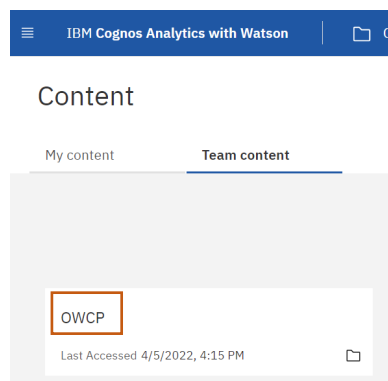 IBM Cognos Analytics with Watson
Content
My content Team content
OWCP
Last Accessed 4/5/2022, 4:15 PM